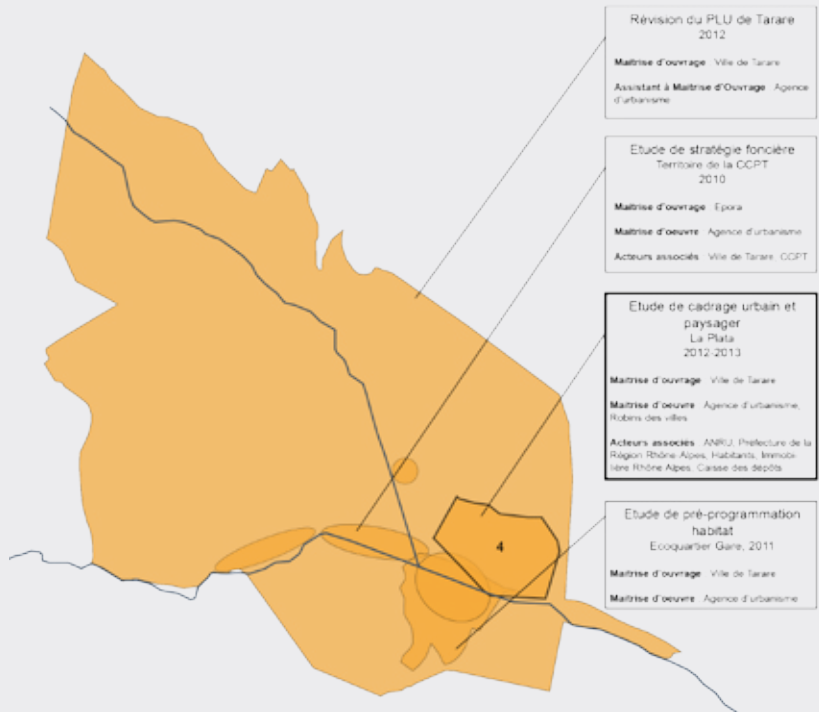 Révision du PLU de Tarare
2012
Maitrise d'ouvrage Ville de Tarare
Assistant à Maitrise d'Ouvrage Agence
d'urbanisme
Etude de stratégie foncière
Territoire de la CCPT
2010
Maitrise d'ouvrage Epora
Maitrise d'oeuvre Agence d'urbanisme
Acteurs associés Ville de Tarare, CCPT
Etude de cadrage urbain et
paysager
La Plata
2012-2013
Maitrise d'ouvrage Ville de Tarare
Maitrise d'oeuvre Agence d'urbanisme,
Robins des villes
Acteurs associés ANRU, Préfecture de la
Région Rhône Alpes, Habitants, Immobi
lière Rhône Alpes, Caisse des dépôts
Etude de pré-programmation
habitat
Ecoquartier Gare, 2011
Maitrise d'ouvrage Ville de Tarare
Maitrise d'oeuvre Agence d'urbanisme
4